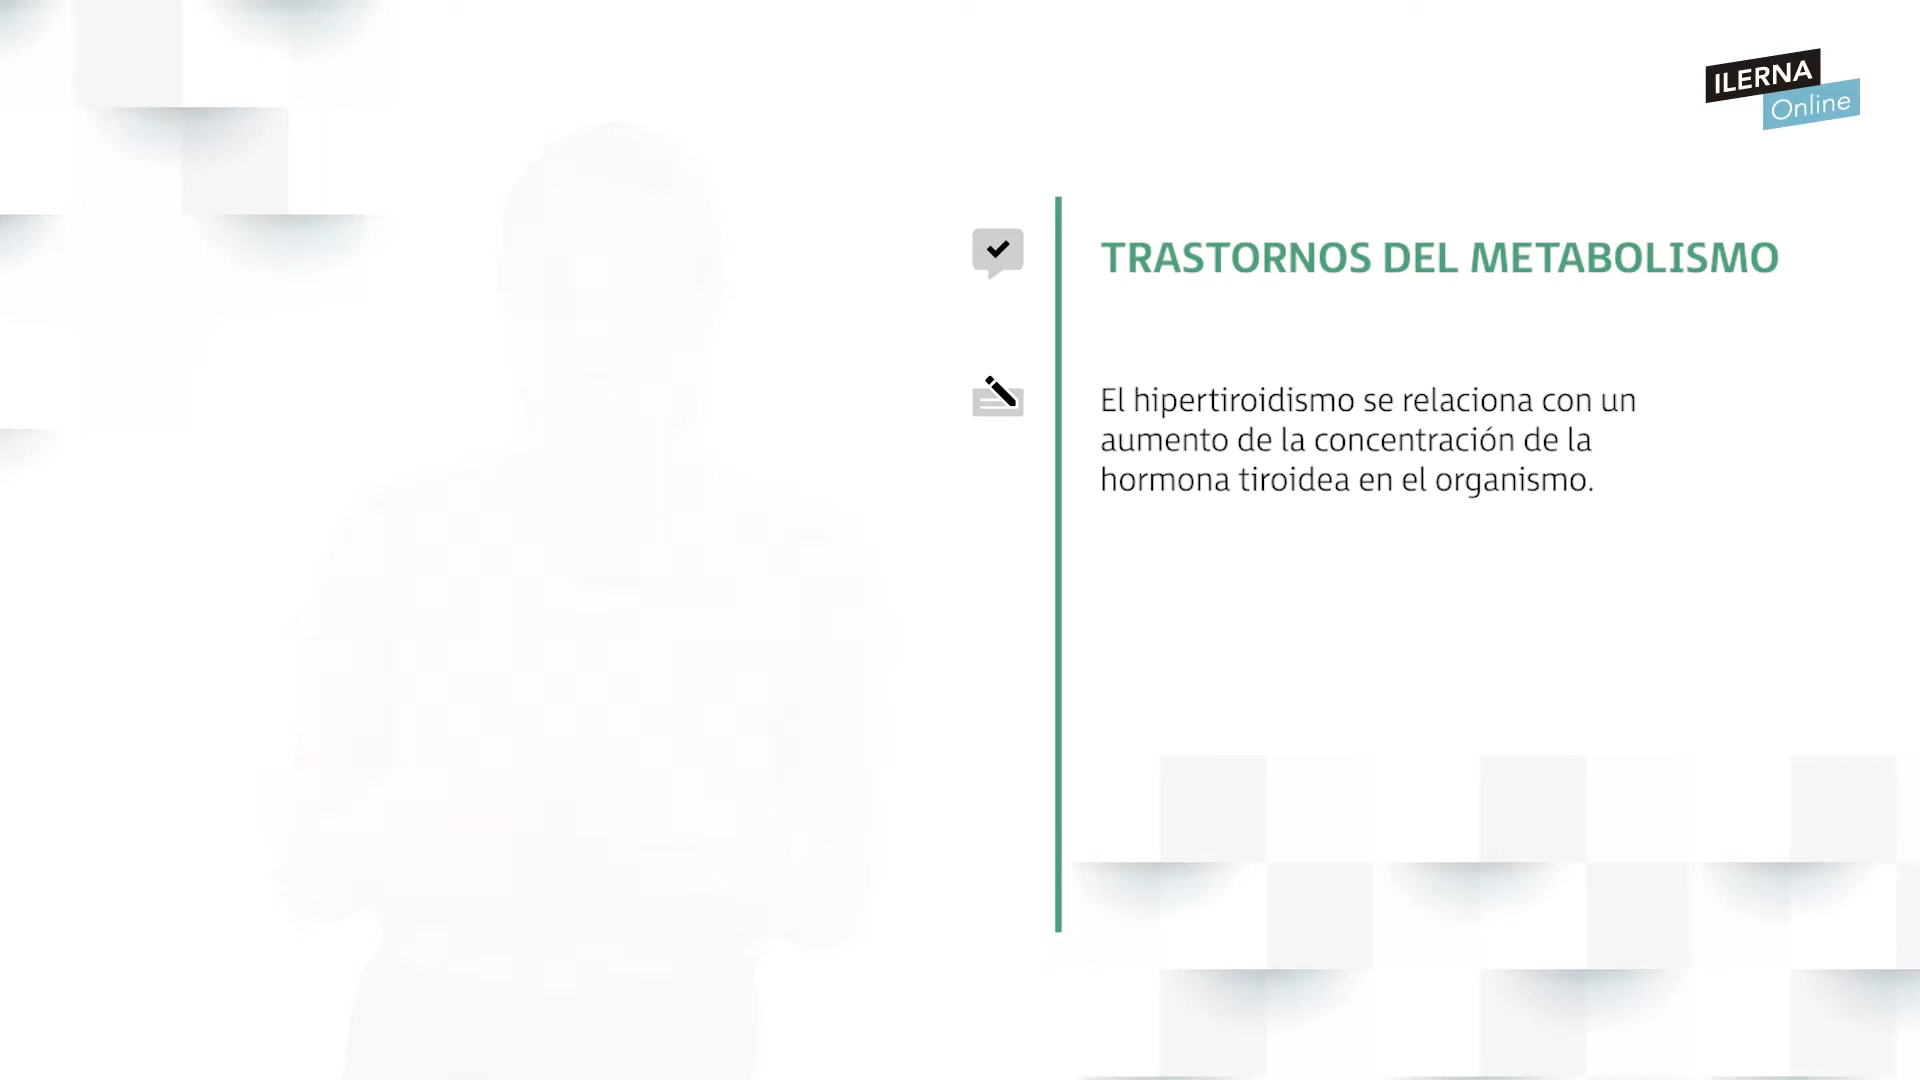 ILERNA
Online
TRASTORNOS DEL METABOLISMO
El hipertiroidismo se relaciona con un
aumento de la concentración de la
hormona tiroidea en el organismo.